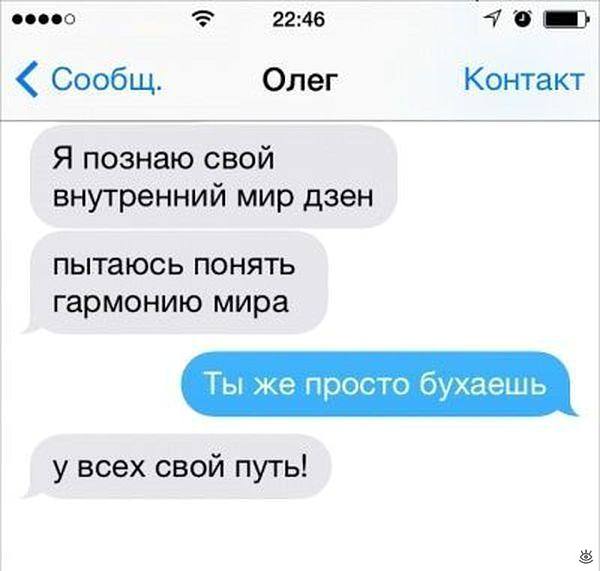 22:46
Сообщ.
Олег
Контакт
Я познаю свой
внутренний мир дзен
пытаюсь понять
гармонию мира
Ты же просто бухаешь
у всех свой путь!